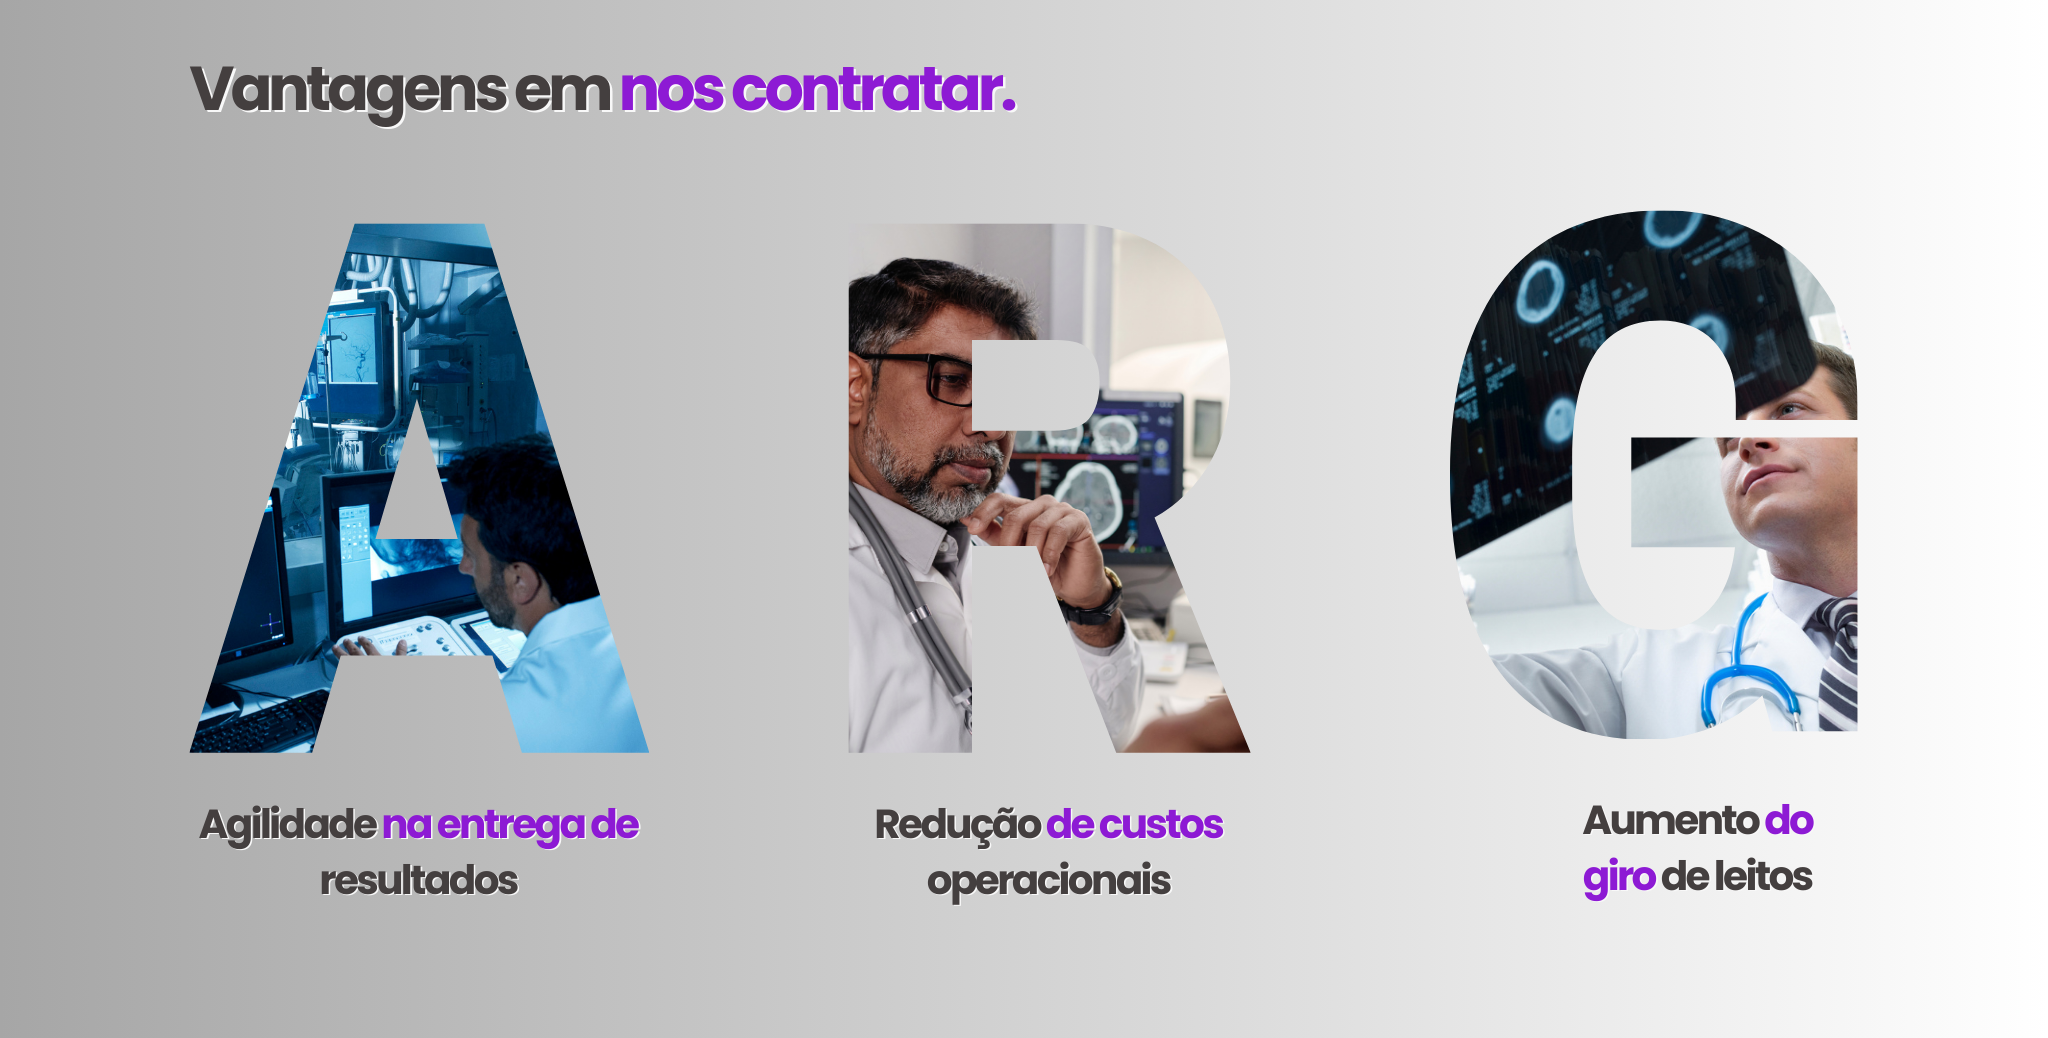 Vantagens em nos contratar.
A R G
Agilidade na entrega de
resultados
Redução de custos
operacionais
Aumento do
giro de leitos